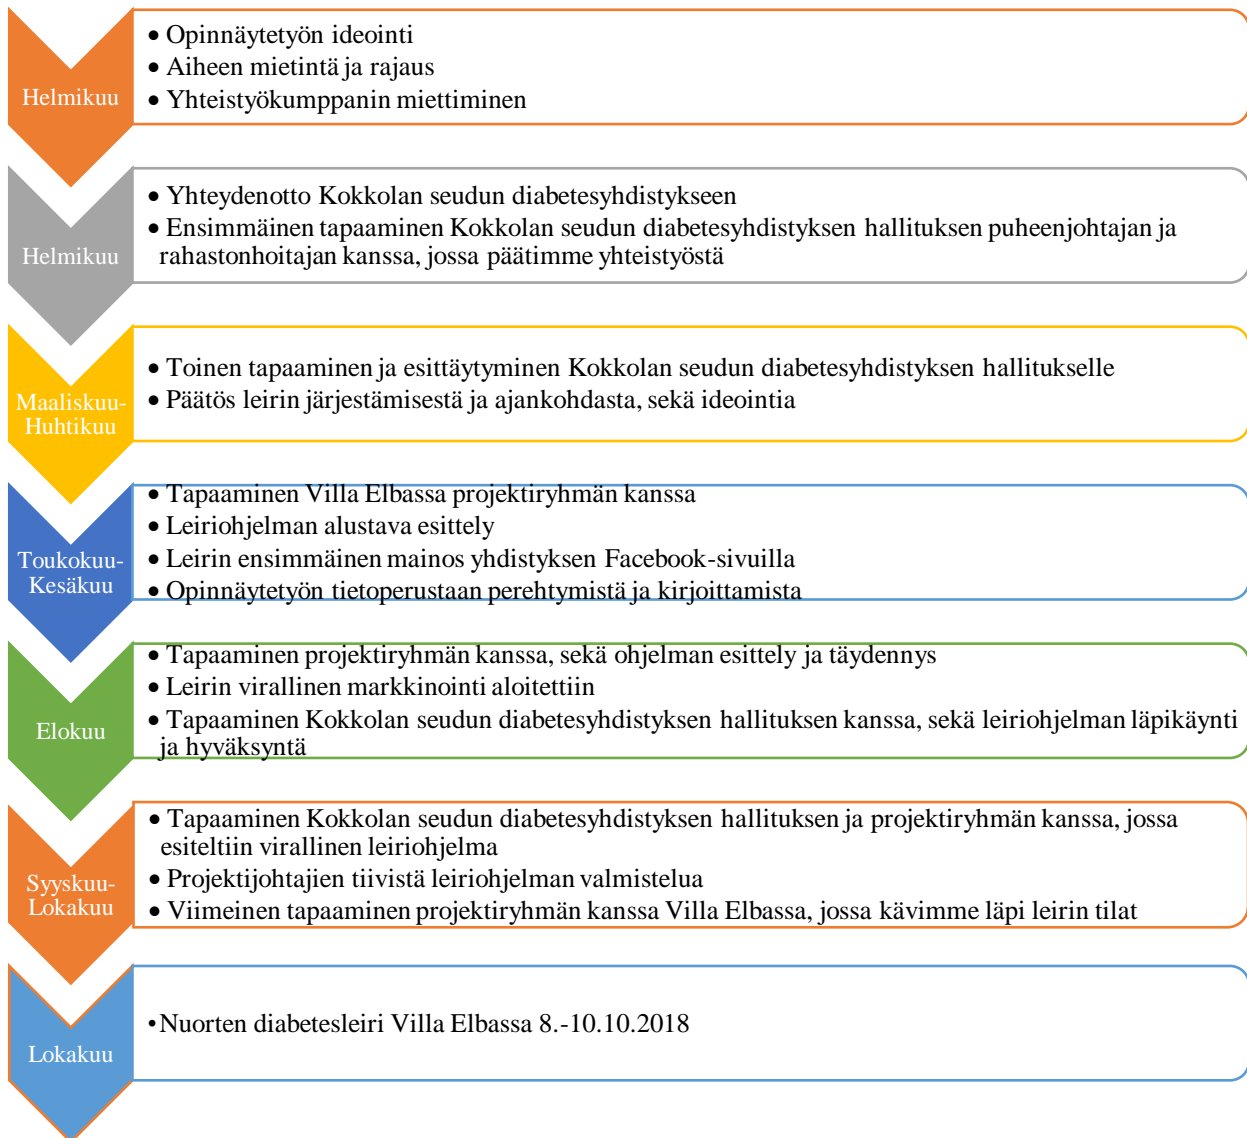 Helmikuu
• Opinnäytetyön ideointi
• Aiheen mietintä ja rajaus
• Yhteistyökumppanin miettiminen
Helmikuu
• Yhteydenotto Kokkolan seudun diabetesyhdistykseen
• Ensimmäinen tapaaminen Kokkolan seudun diabetesyhdistyksen hallituksen puheenjohtajan ja
rahastonhoitajan kanssa, jossa päätimme yhteistyöstä
Maaliskuu-
Huhtikuu
• Toinen tapaaminen ja esittäytyminen Kokkolan seudun diabetesyhdistyksen hallitukselle
• Päätös leirin järjestämisestä ja ajankohdasta, sekä ideointia
Toukokuu-
Kesäkuu
• Tapaaminen Villa Elbassa projektiryhmän kanssa
• Leiriohjelman alustava esittely
• Leirin ensimmäinen mainos yhdistyksen Facebook-sivuilla
• Opinnäytetyön tietoperustaan perehtymistä ja kirjoittamista
Elokuu
• Tapaaminen projektiryhmän kanssa, sekä ohjelman esittely ja täydennys
• Leirin virallinen markkinointi aloitettiin
• Tapaaminen Kokkolan seudun diabetesyhdistyksen hallituksen kanssa, sekä leiriohjelman läpikäynti
ja hyväksyntä
Syyskuu-
Lokakuu
• Tapaaminen Kokkolan seudun diabetesyhdistyksen hallituksen ja projektiryhmän kanssa, jossa
esiteltiin virallinen leiriohjelma
• Projektijohtajien tiivistä leiriohjelman valmistelua
• Viimeinen tapaaminen projektiryhmän kanssa Villa Elbassa, jossa kävimme läpi leirin tilat
Lokakuu
• Nuorten diabetesleiri Villa Elbassa 8.-10.10.2018